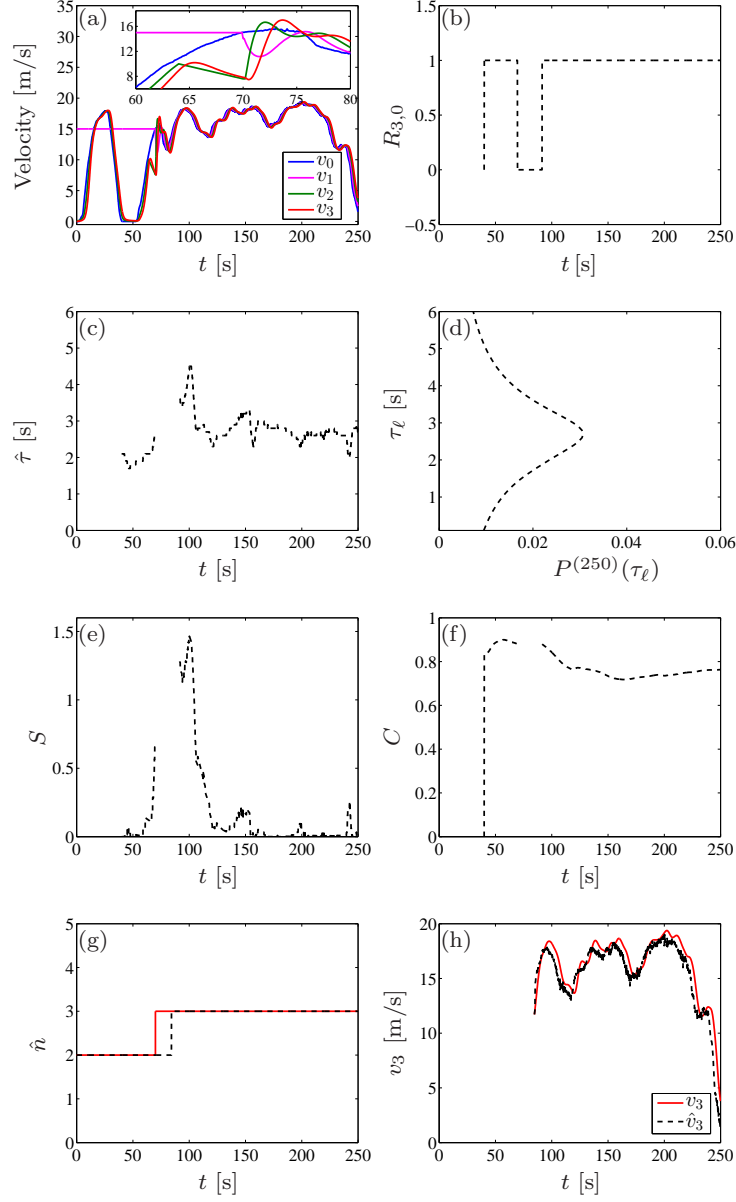 (a)
Velocity [m/s]
35
30
25
20
15
10
5
0
0 50 100 150 200 250
t [s]
16
12
8
60 65 70 75 80
v₀
v₁
v₂
v₃
(b)
R₃,₀
1.5
1
0.5
0
−0.5
0 50 100 150 200 250
t [s]
(c)
τ̂ [s]
6
5
4
3
2
1
0
0 50 100 150 200 250
t [s]
(d)
τ_ℓ [s]
6
5
4
3
2
1
0 0.02 0.04 0.06
P⁽²⁵⁰⁾(τ_ℓ)
(e)
S
1.5
1
0.5
0
0 50 100 150 200 250
t [s]
(f)
C
1
0.8
0.6
0.4
0.2
0
0 50 100 150 200 250
t [s]
(g)
n̂
5
4
3
2
1
0
0 50 100 150 200 250
t [s]
(h)
v₃ [m/s]
20
15
10
5
0
0 50 100 150 200 250
t [s]
v₃
v̂₃